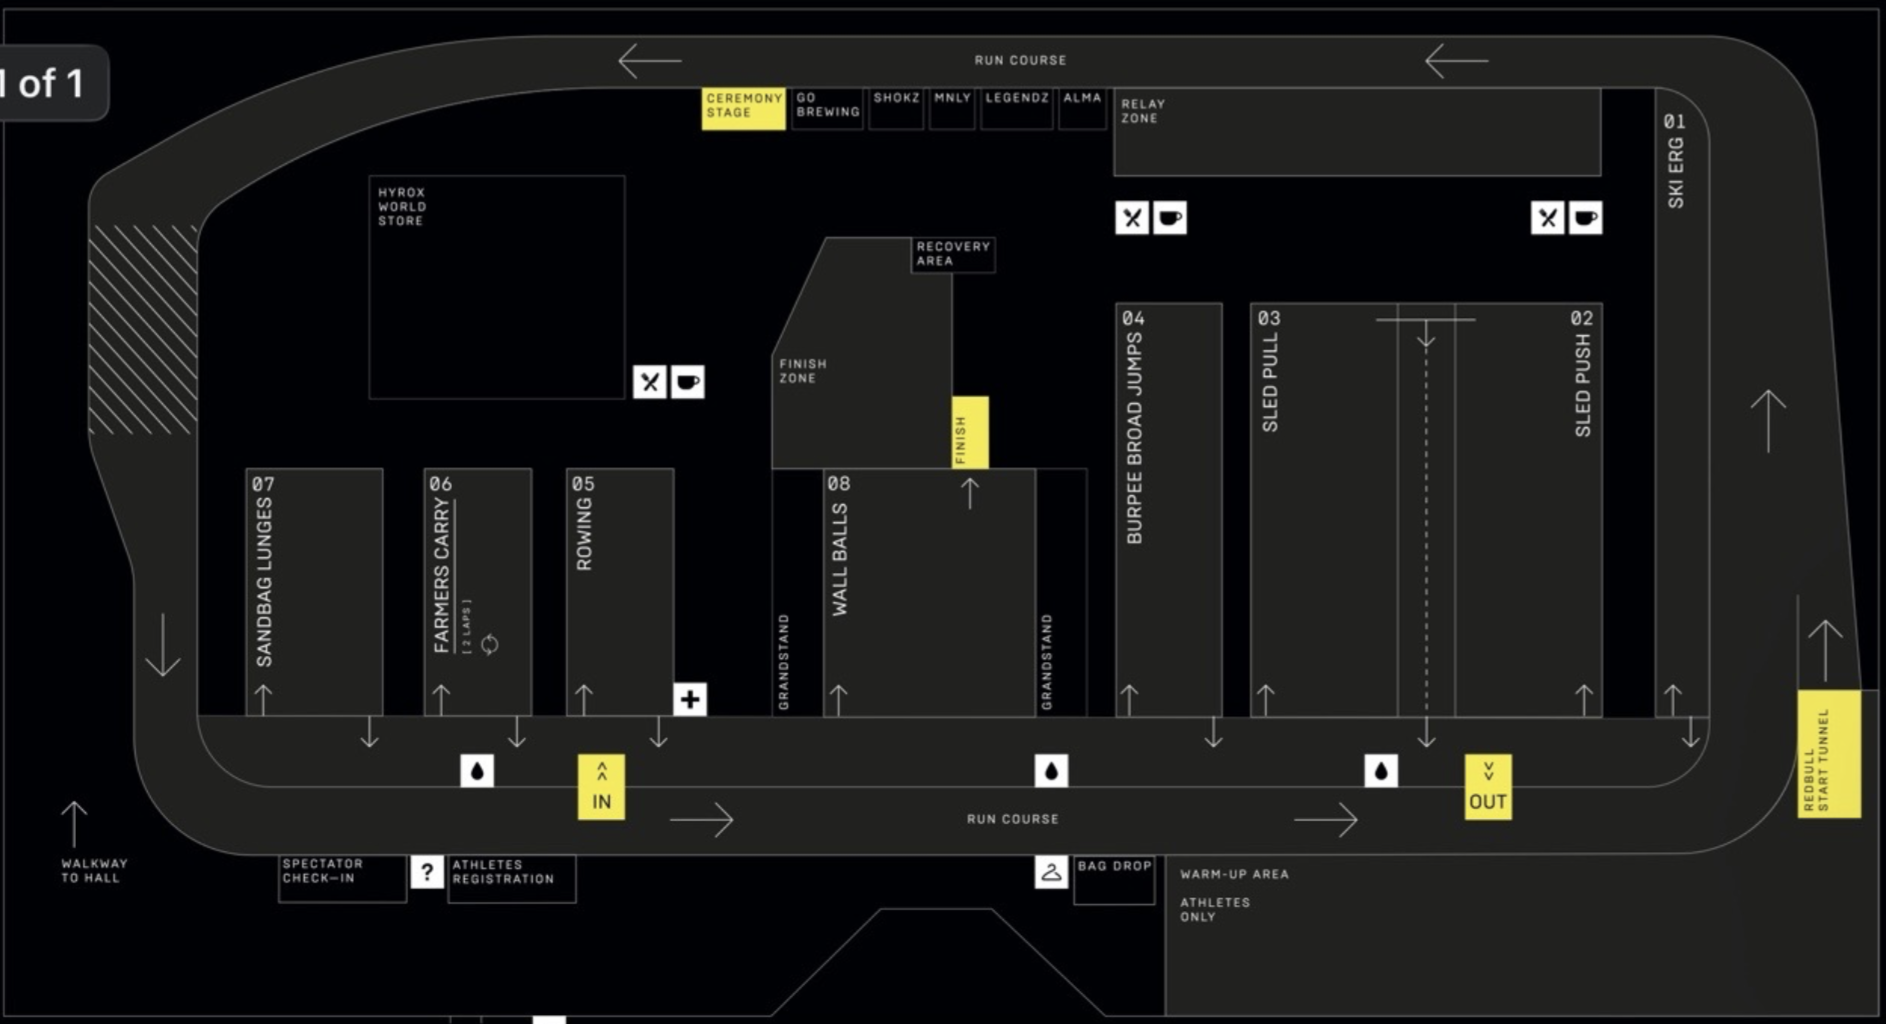 1 of 1
RUN COURSE
CEREMONY
STAGE
GO
BREWING
SHOKZ
MNLY
LEGENDZ
ALMA
RELAY
ZONE
01
SKI ERG
HYROX
WORLD
STORE
RECOVERY
AREA
FINISH
ZONE
FINISH
04
BURPEE BROAD JUMPS
03
SLED PULL
02
SLED PUSH
07
SANDBAG LUNGES
06
FARMERS CARRY
[ 2 LAPS ]
05
ROWING
GRANDSTAND
08
WALL BALLS
GRANDSTAND
REDBULL
START TUNNEL
IN
OUT
RUN COURSE
WALKWAY
TO HALL
SPECTATOR
CHECK—IN
?
ATHLETES
REGISTRATION
BAG DROP
WARM-UP AREA
ATHLETES
ONLY